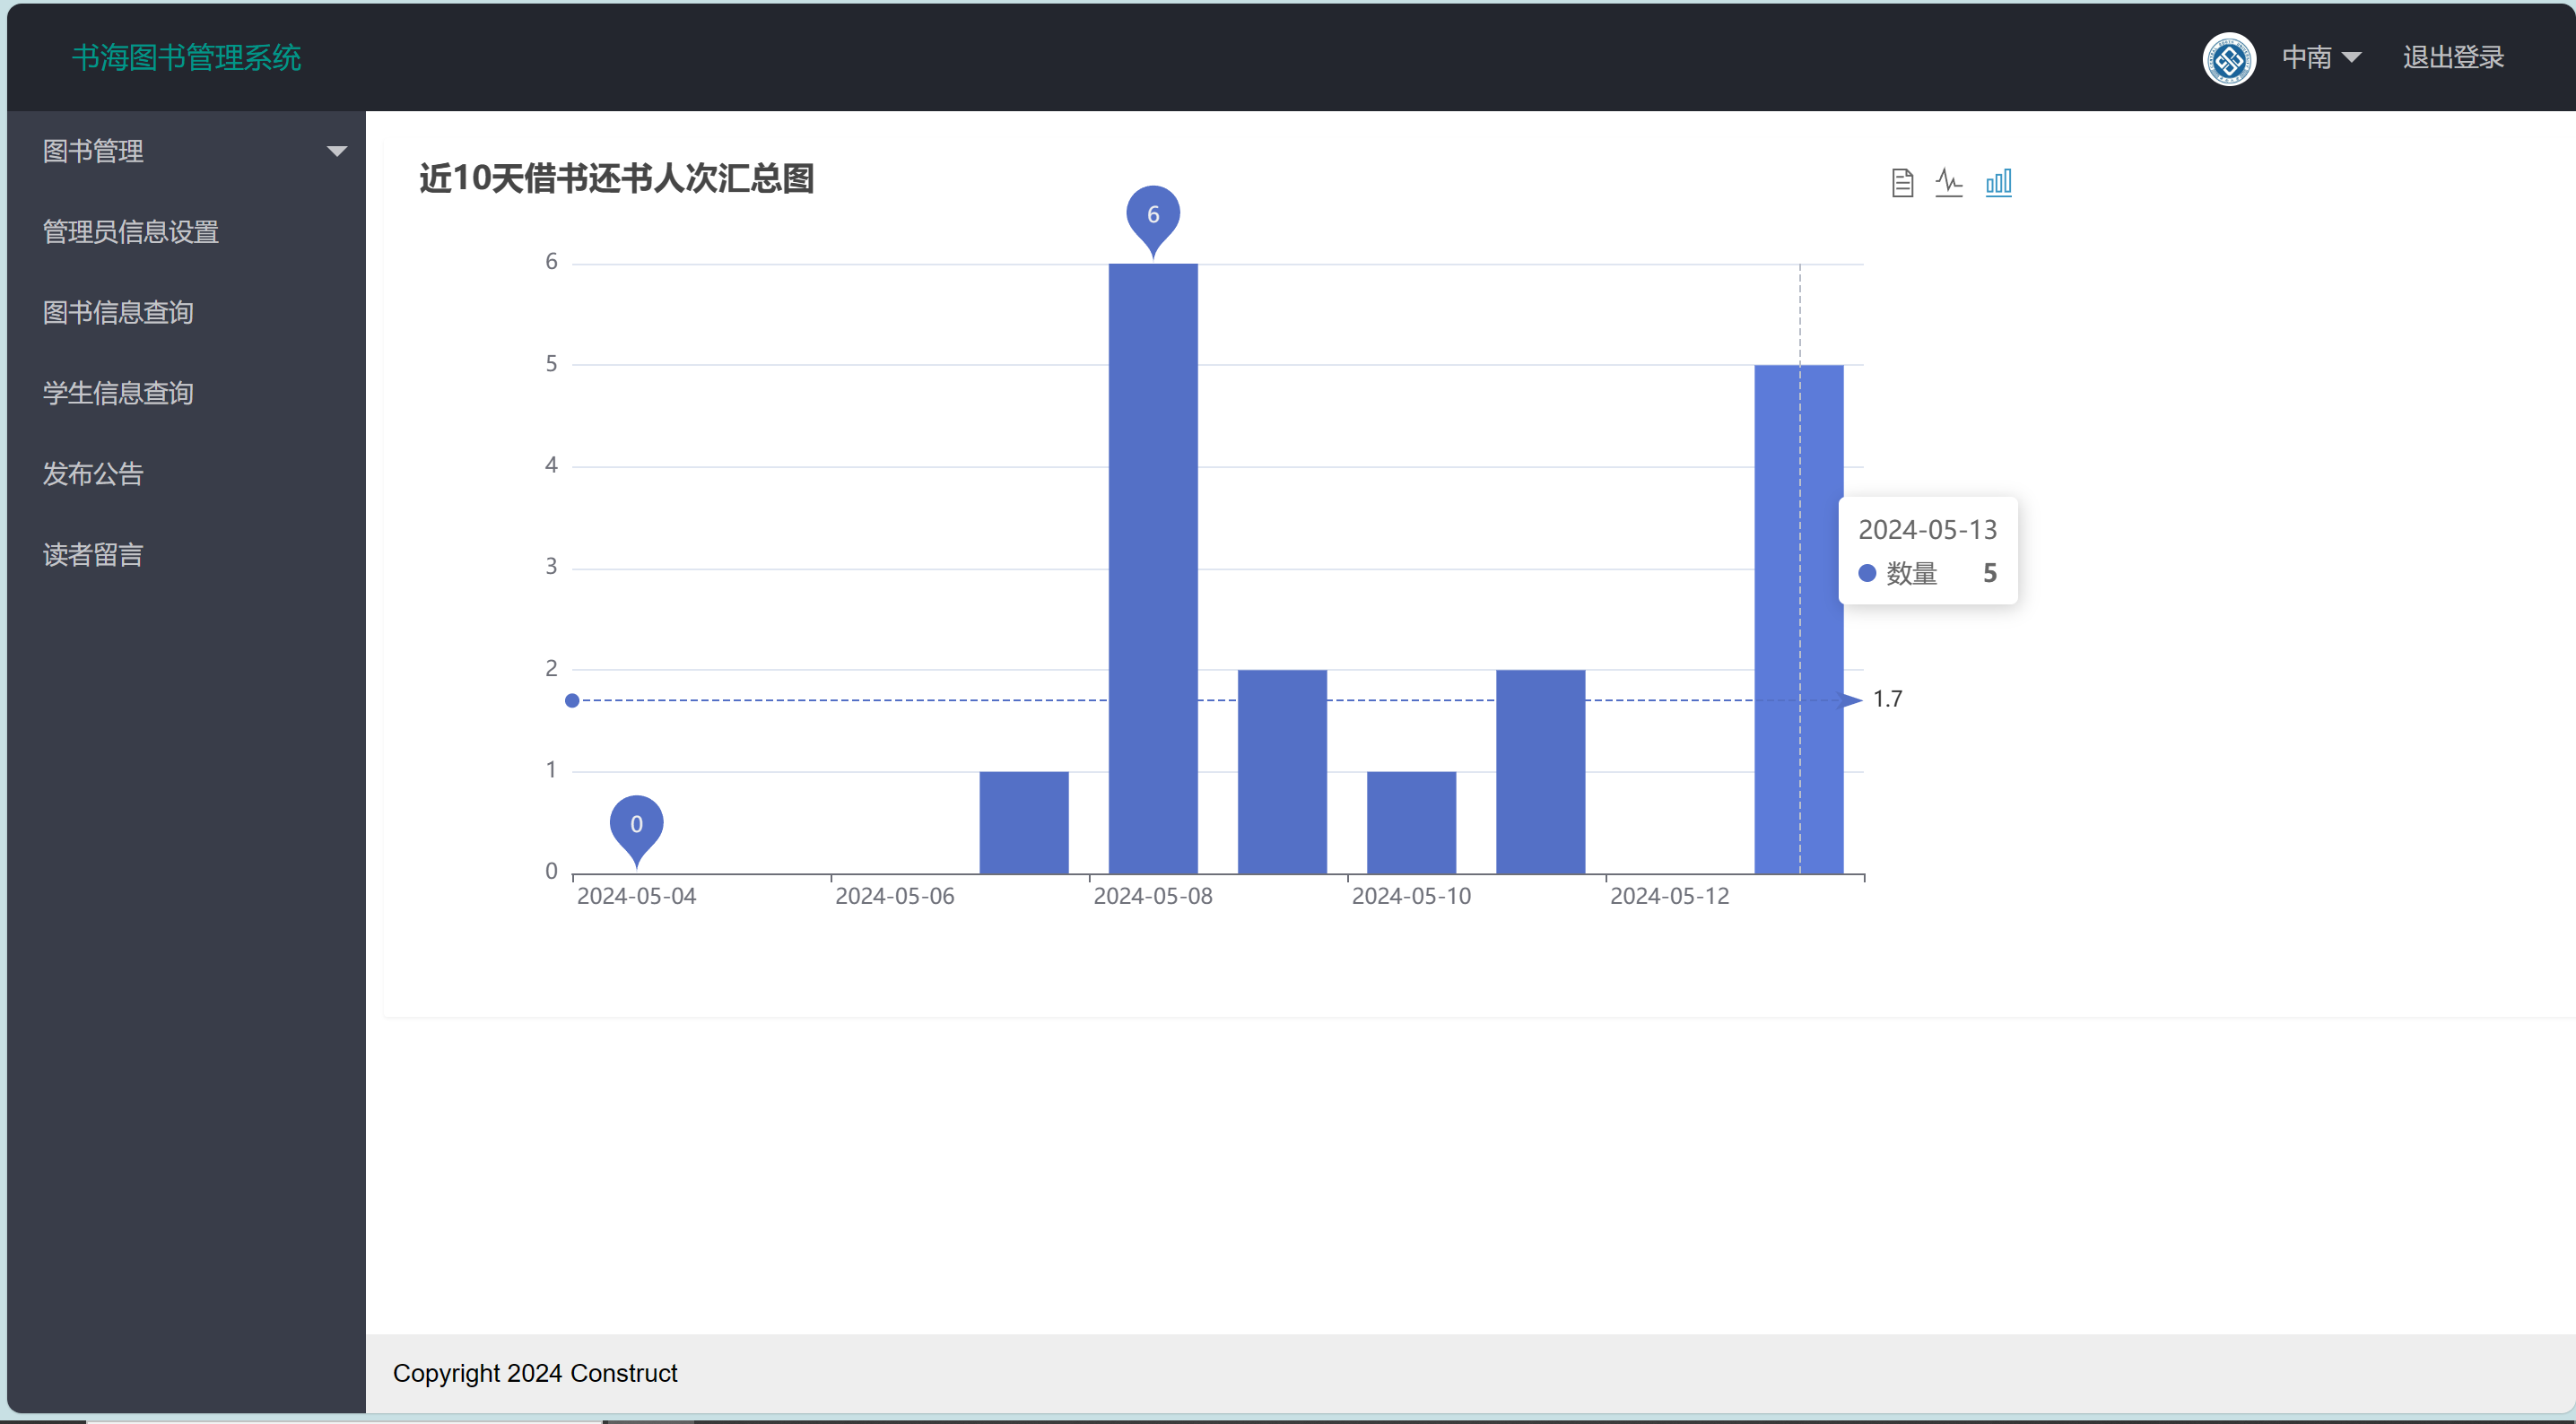 书海图书管理系统
中南
退出登录
图书管理
管理员信息设置
图书信息查询
学生信息查询
发布公告
读者留言
近10天借书还书人次汇总图
6
6
5
4
3
2
1
0
0
1.7
2024-05-13
数量 5
2024-05-04
2024-05-06
2024-05-08
2024-05-10
2024-05-12
Copyright 2024 Construct